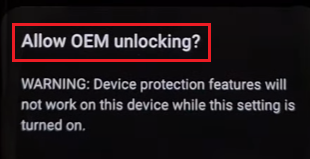 Allow OEM unlocking?
WARNING: Device protection features will
not work on this device while this setting is
turned on.